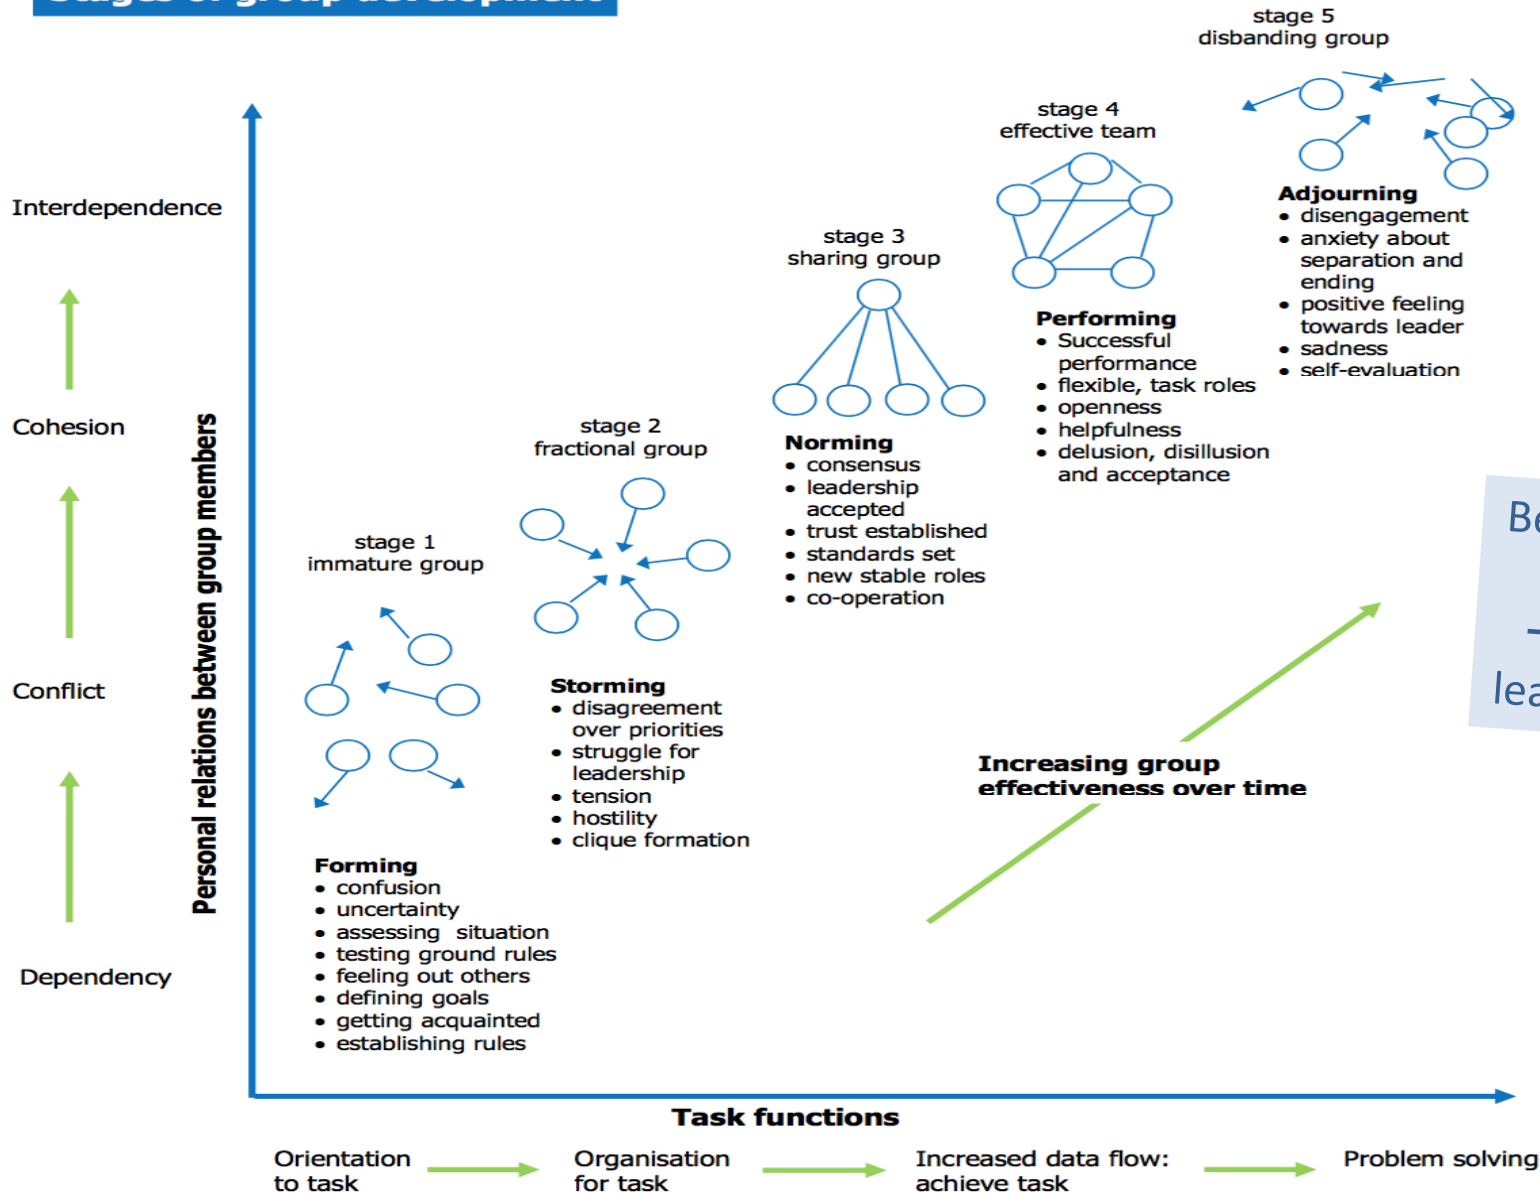 Stages of group development
stage 5
disbanding group
stage 4
effective team
Interdependence
Adjourning
• disengagement
• anxiety about
separation and
ending
• positive feeling
towards leader
• sadness
• self-evaluation
stage 3
sharing group
Performing
• Successful
performance
• flexible, task roles
• openness
• helpfulness
• delusion, disillusion
and acceptance
Cohesion
Personal relations between group members
stage 2
fractional group
Norming
• consensus
• leadership
accepted
• trust established
• standards set
• new stable roles
• co-operation
stage 1
immature group
Conflict
Storming
• disagreement
over priorities
• struggle for
leadership
• tension
• hostility
• clique formation
Increasing group
effectiveness over time
Forming
• confusion
• uncertainty
• assessing situation
• testing ground rules
• feeling out others
• defining goals
• getting acquainted
• establishing rules
Dependency
Task functions
Orientation
to task
Organisation
for task
Increased data flow:
achieve task
Problem solving